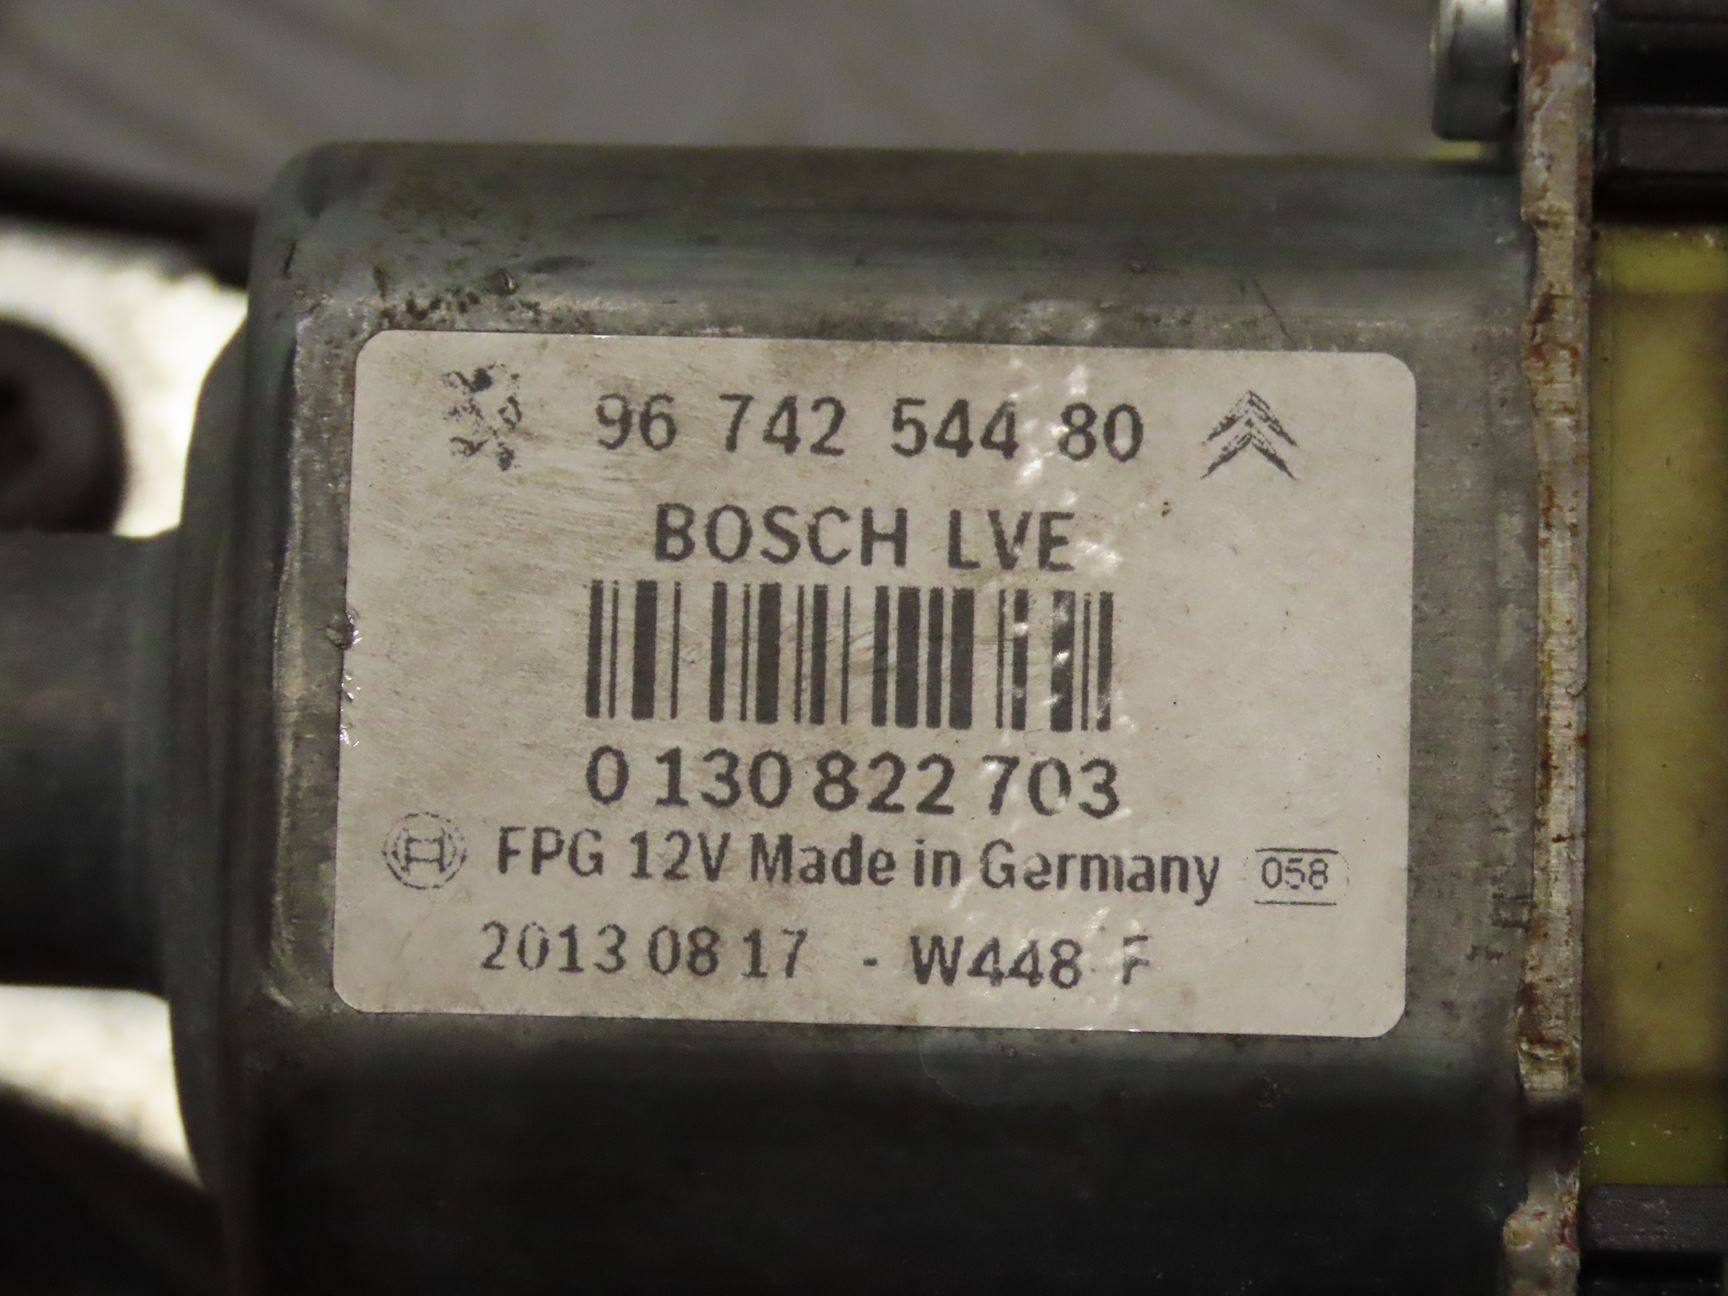 96 742 544 80
BOSCH LVE
0 130 822 703
FPG 12V Made in Germany 058
2013 08 17 - W448 F